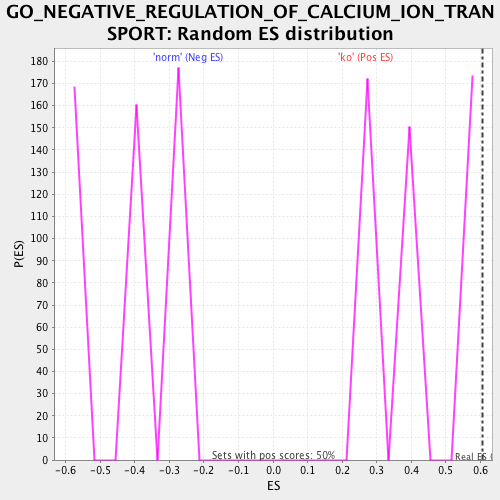 GO_NEGATIVE_REGULATION_OF_CALCIUM_ION_TRAN
SPORT: Random ES distribution
'norm' (Neg ES) 'ko' (Pos ES)
180
170
160
150
140
130
120
110
100
90
80
70
60
50
40
30
20
10
0
P(ES)
Sets with pos scores: 50%
Real ES (
-0.6 -0.5 -0.4 -0.3 -0.2 -0.1 0.0 0.1 0.2 0.3 0.4 0.5 0.6
ES